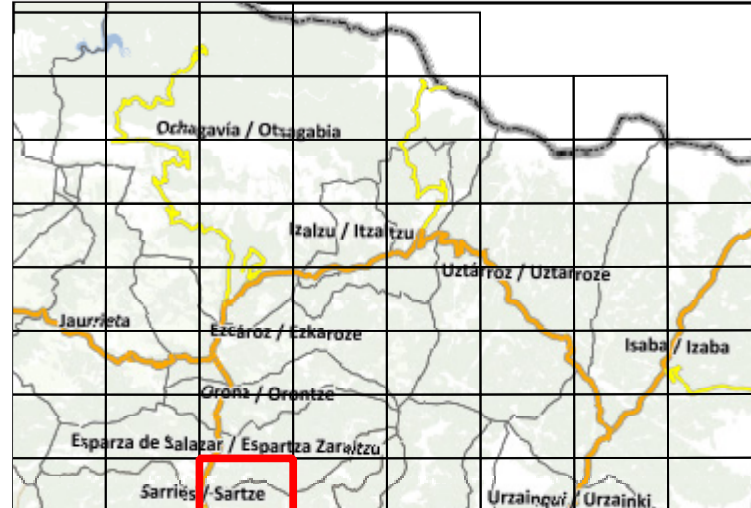 Ochagavía / Otsagabia
Izalzu / Itzaltzu
Uztárroz / Uztarroze
Jaurrieta
Ezcároz / Ezkaroze
Isaba / Izaba
Oronz / Orontze
Esparza de Salazar / Espartza Zaraitzu
Sarriés / Sartze
Urzainqui / Urzainki